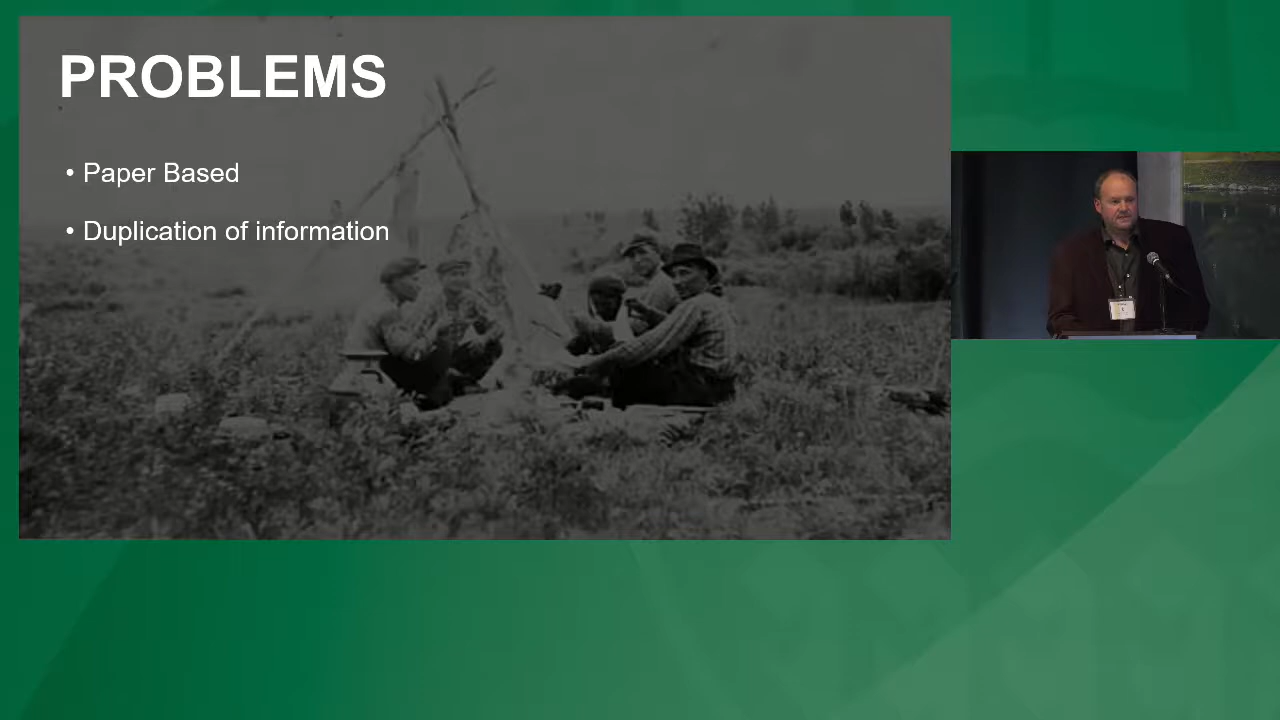 PROBLEMS
• Paper Based
• Duplication of information